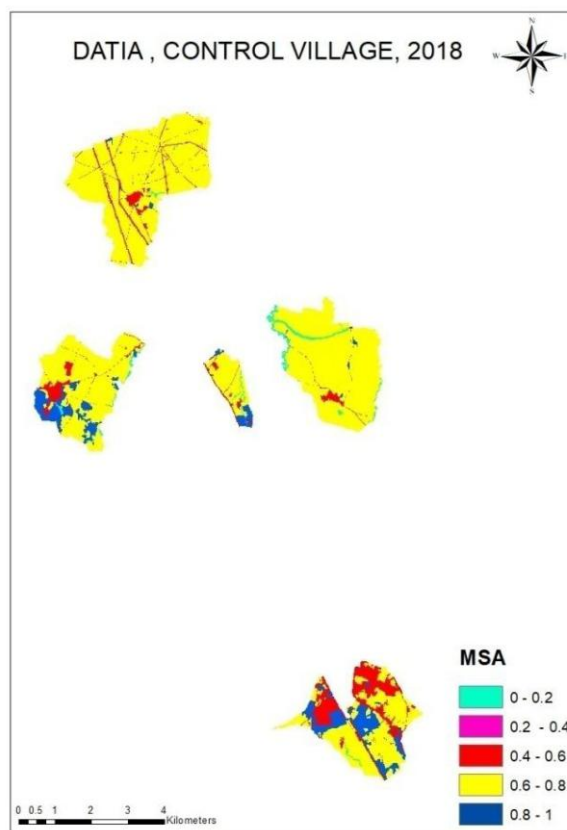 DATIA , CONTROL VILLAGE, 2018
N
W
E
S
MSA
0 - 0.2
0.2 - 0.4
0.4 - 0.6
0.6 - 0.8
0.8 - 1
0 0.5 1 2 3 4
Kilometers